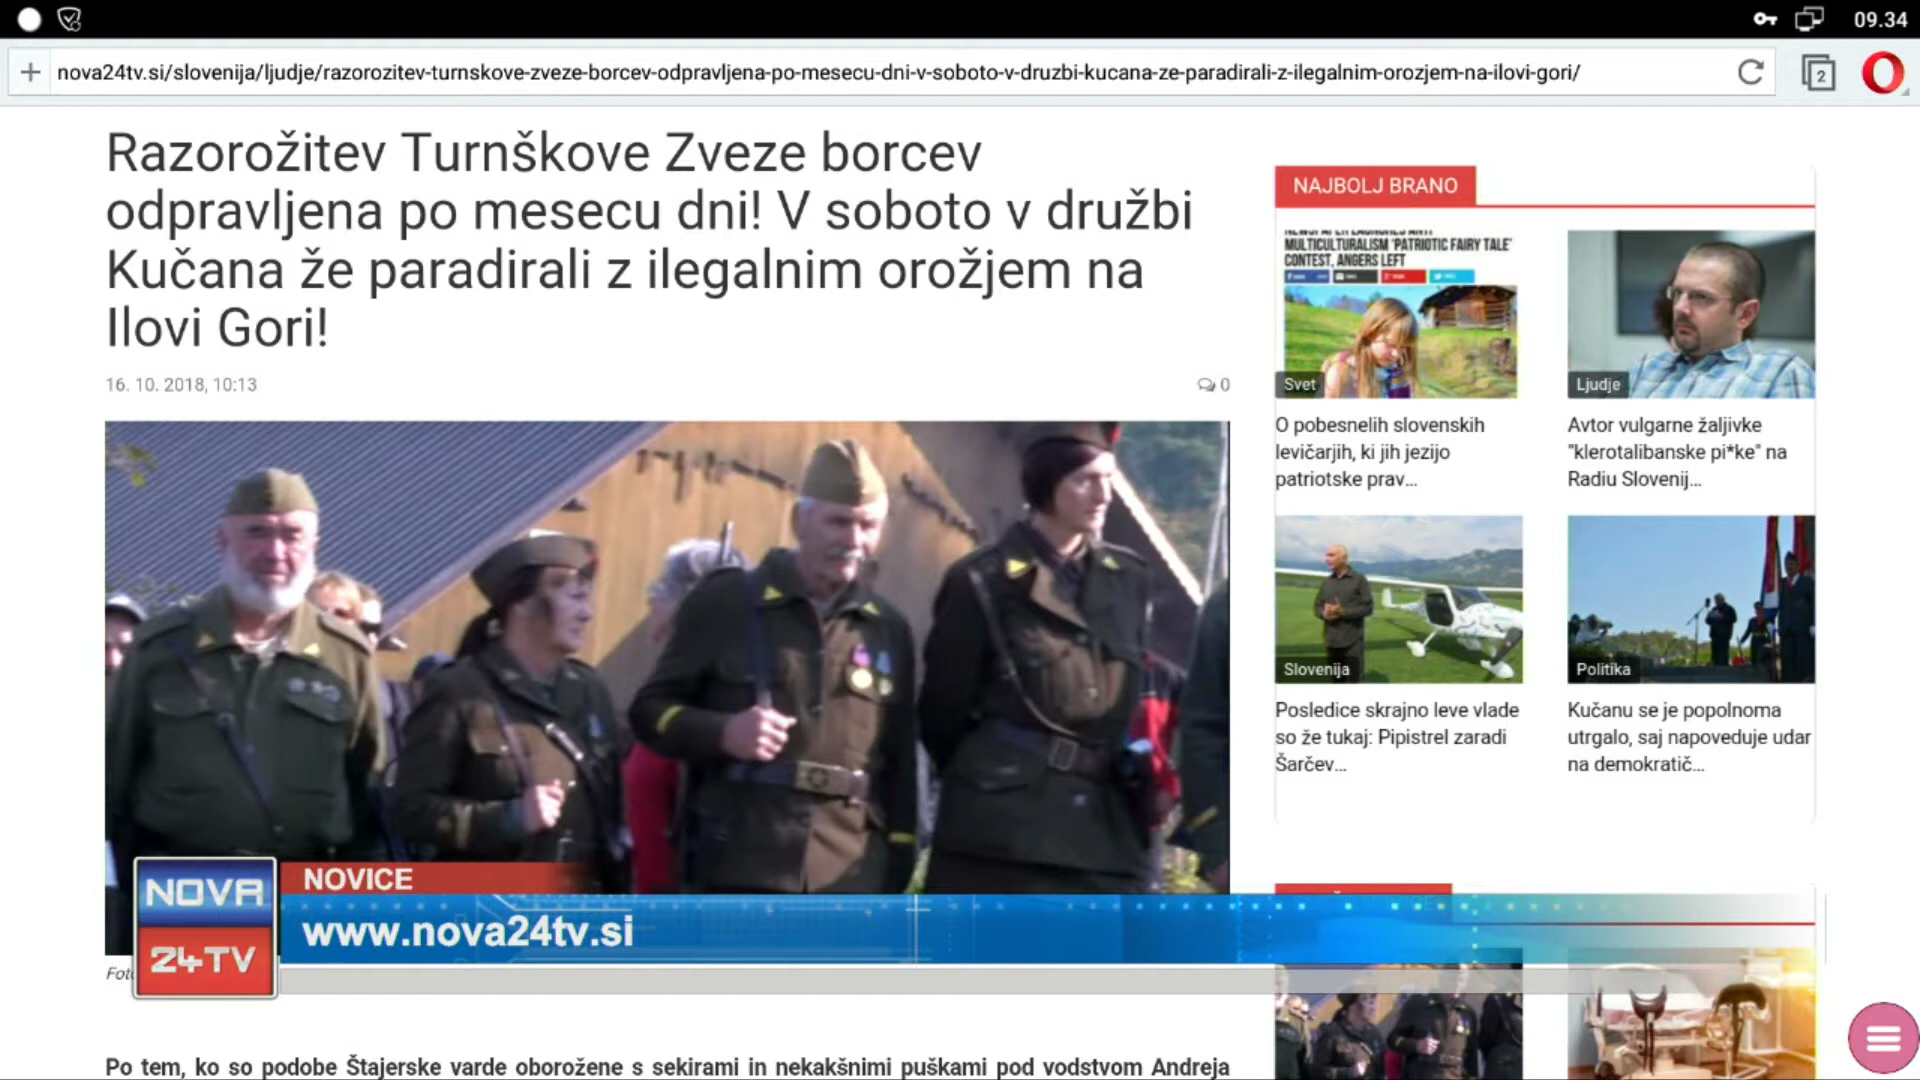 09.34
nova24tv.si/slovenija/ljudje/razorozitev-turnskove-zveze-borcev-odpravljena-po-mesecu-dni-v-soboto-v-druzbi-kucana-ze-paradirali-z-ilegalnim-orozjem-na-ilovi-gori/
2
Razorožitev Turnškove Zveze borcev
odpravljena po mesecu dni! V soboto v družbi
Kučana že paradirali z ilegalnim orožjem na
Ilovi Gori!
16. 10. 2018, 10:13
0
NAJBOLJ BRANO
NEWSPAPER LAUNCHES ANTI
MULTICULTURALISM 'PATRIOTIC FAIRY TALE'
CONTEST, ANGERS LEFT
Svet
O pobesnelih slovenskih
levičarjih, ki jih jezijo
patriotske prav...
Ljudje
Avtor vulgarne žaljivke
"klerotalibanske pi*ke" na
Radiu Slovenij...
Slovenija
Posledice skrajno leve vlade
so že tukaj: Pipistrel zaradi
Šarčev...
Politika
Kučanu se je popolnoma
utrgalo, saj napoveduje udar
na demokratič...
NOVA
24TV
NOVICE
www.nova24tv.si
Po tem, ko so podobe Štajerske varde oborožene s sekirami in nekakšnimi puškami pod vodstvom Andreja